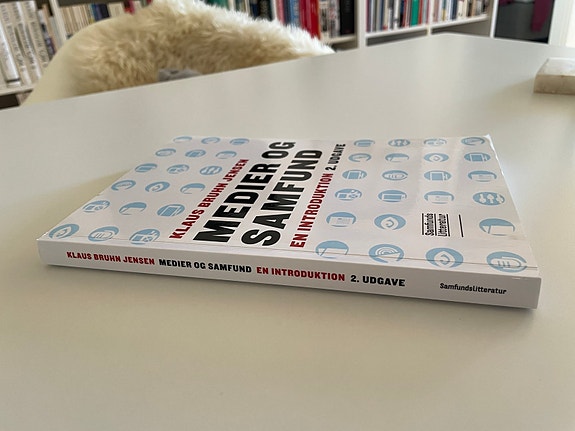 KLAUS BRUHN JENSEN
MEDIER OG
SAMFUND
EN INTRODUKTION 2. UDGAVE
Samfunds
litteratur
KLAUS BRUHN JENSEN MEDIER OG SAMFUND EN INTRODUKTION 2. UDGAVE Samfundslitteratur